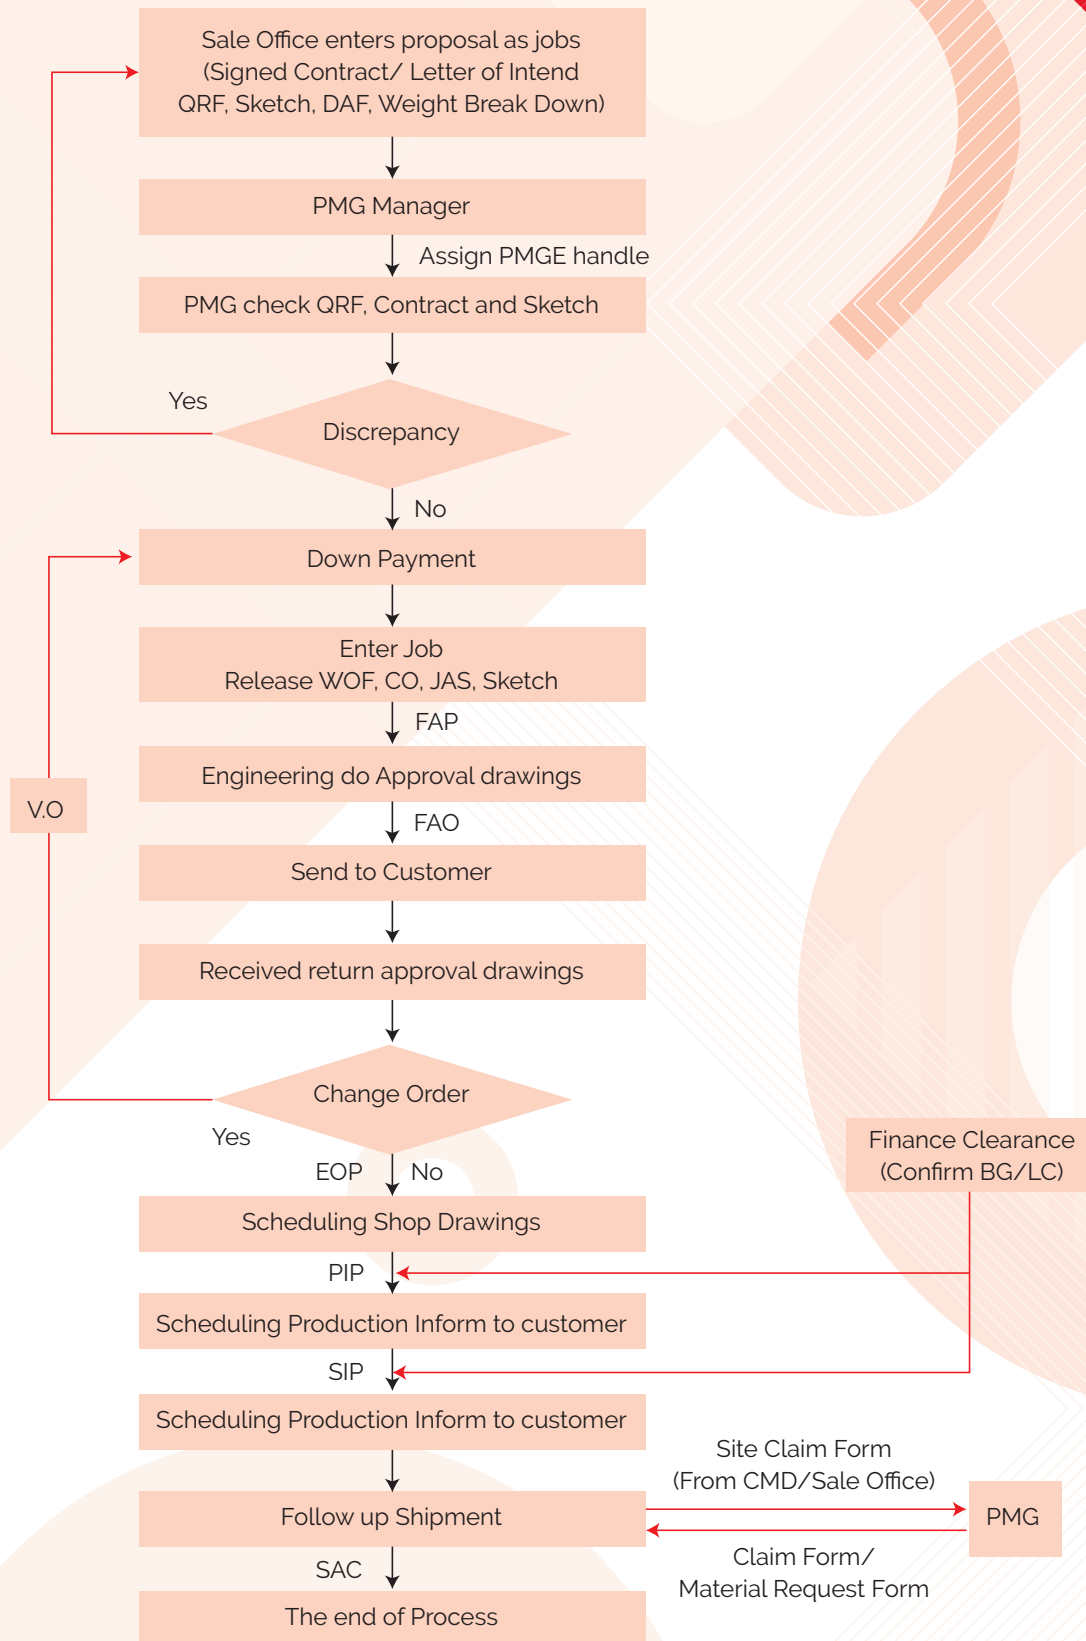 Sale Office enters proposal as jobs
(Signed Contract/ Letter of Intend
QRF, Sketch, DAF, Weight Break Down)
PMG Manager
Assign PMGE handle
PMG check QRF, Contract and Sketch
Yes
Discrepancy
No
Down Payment
Enter Job
Release WOF, CO, JAS, Sketch
FAP
Engineering do Approval drawings
V.O
FAO
Send to Customer
Received return approval drawings
Change Order
Yes
EOP
No
Finance Clearance
(Confirm BG/LC)
Scheduling Shop Drawings
PIP
Scheduling Production Inform to customer
SIP
Scheduling Production Inform to customer
Site Claim Form
(From CMD/Sale Office)
Follow up Shipment
PMG
Claim Form/
Material Request Form
SAC
The end of Process